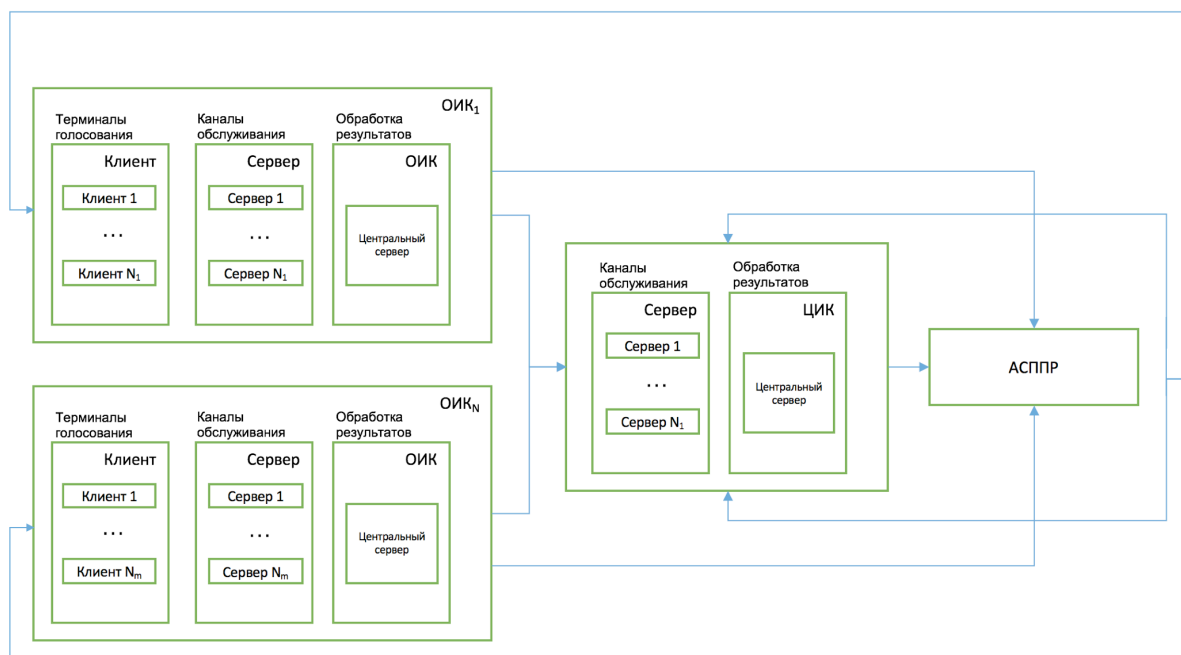 ОИК₁
Терминалы
голосования
Каналы
обслуживания
Обработка
результатов
Клиент
Клиент 1
...
Клиент N₁
Сервер
Сервер 1
...
Сервер N₁
ОИК
Центральный
сервер
ОИКN
Терминалы
голосования
Каналы
обслуживания
Обработка
результатов
Клиент
Клиент 1
...
Клиент Nₘ
Сервер
Сервер 1
...
Сервер Nₘ
ОИК
Центральный
сервер
Каналы
обслуживания
Обработка
результатов
Сервер
Сервер 1
...
Сервер N₁
ЦИК
Центральный
сервер
АСППР